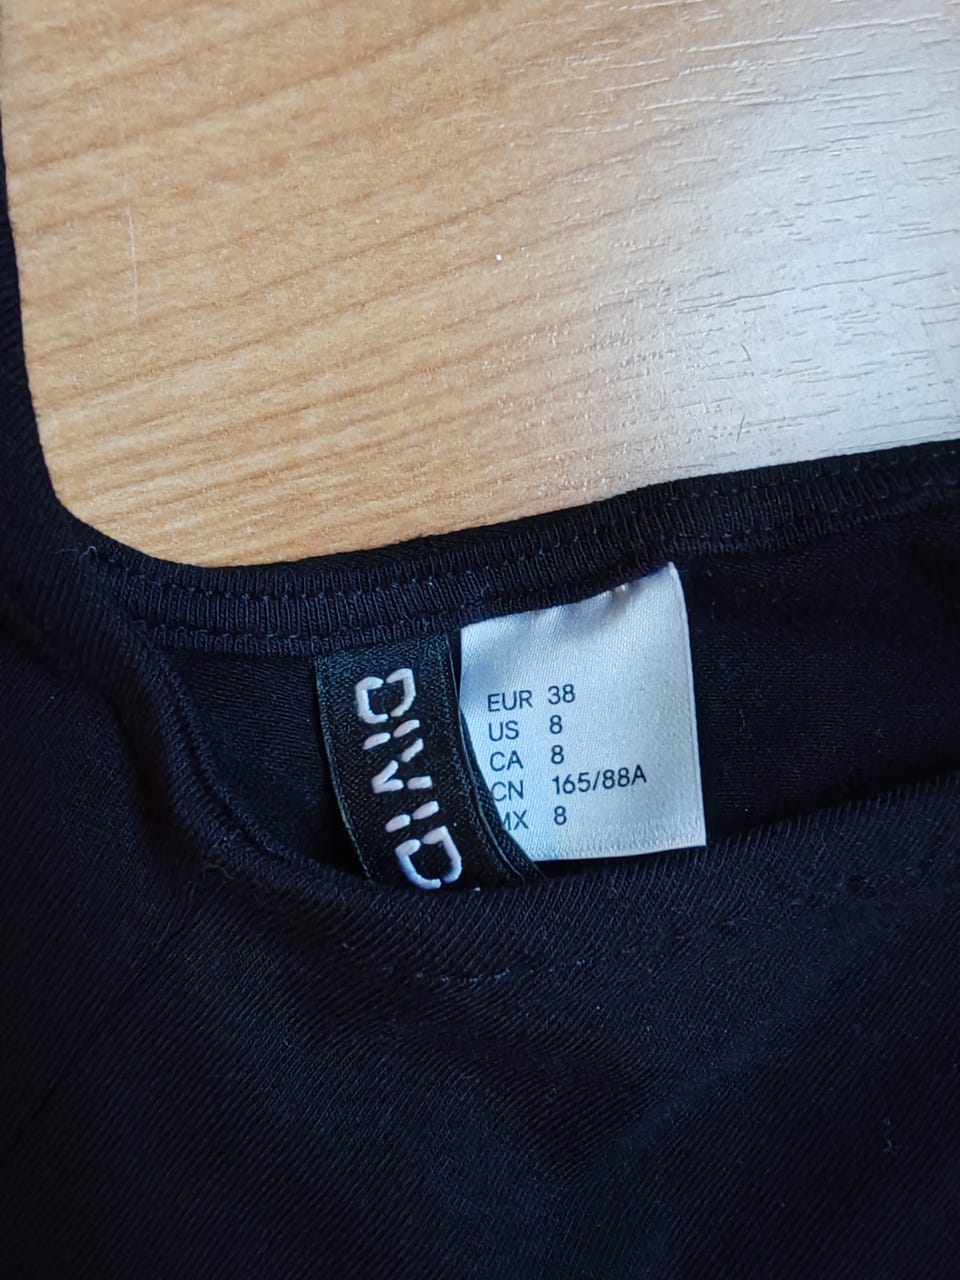 DIVID
EUR 38
US 8
CA 8
CN 165/88A
MX 8